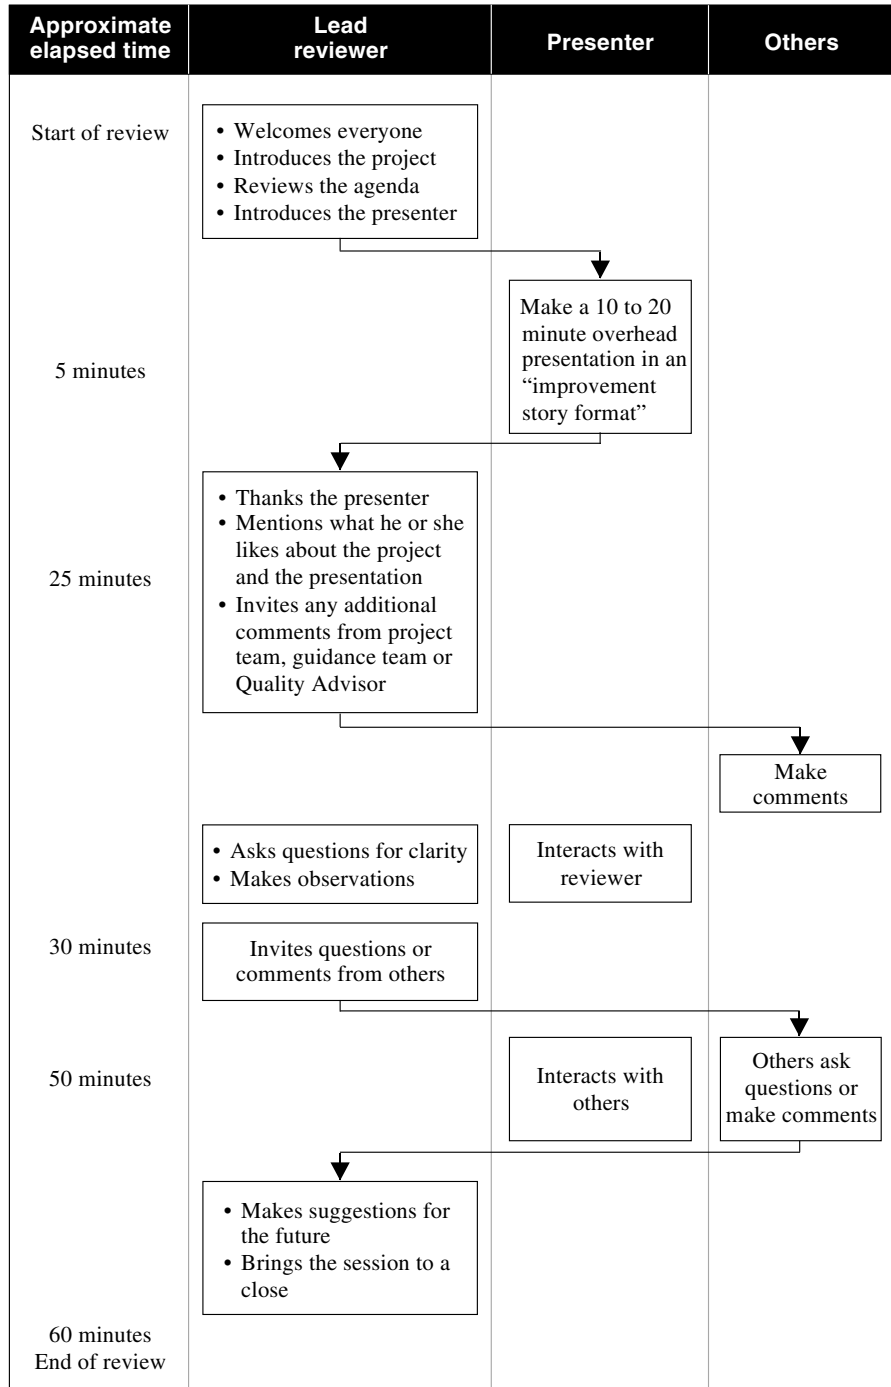 Approximate
elapsed time
Lead
reviewer
Presenter
Others
Start of review
• Welcomes everyone
• Introduces the project
• Reviews the agenda
• Introduces the presenter
5 minutes
Make a 10 to 20
minute overhead
presentation in an
“improvement
story format”
25 minutes
• Thanks the presenter
• Mentions what he or she
likes about the project
and the presentation
• Invites any additional
comments from project
team, guidance team or
Quality Advisor
Make
comments
• Asks questions for clarity
• Makes observations
Interacts with
reviewer
30 minutes
Invites questions or
comments from others
50 minutes
Interacts with
others
Others ask
questions or
make comments
• Makes suggestions for
the future
• Brings the session to a
close
60 minutes
End of review